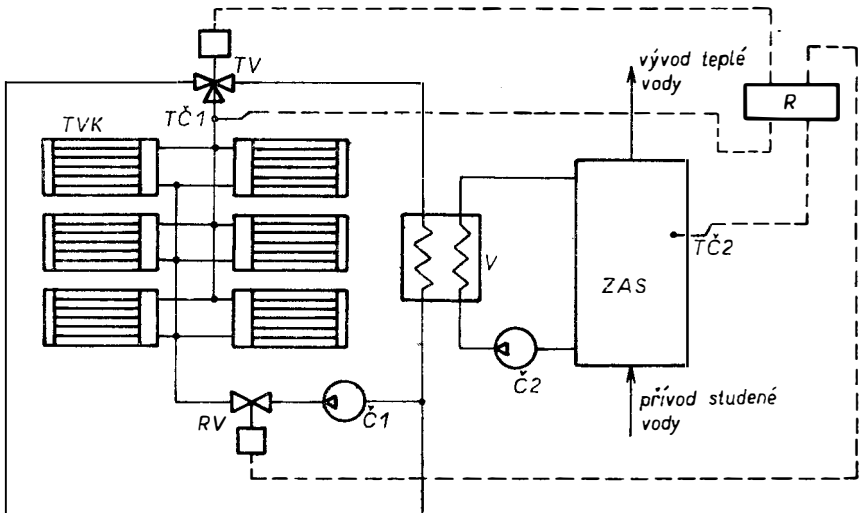 TV
vývod teplé
vody
R
TČ1
TVK
TČ2
V
ZAS
Č2
Č1
RV
přívod studené
vody